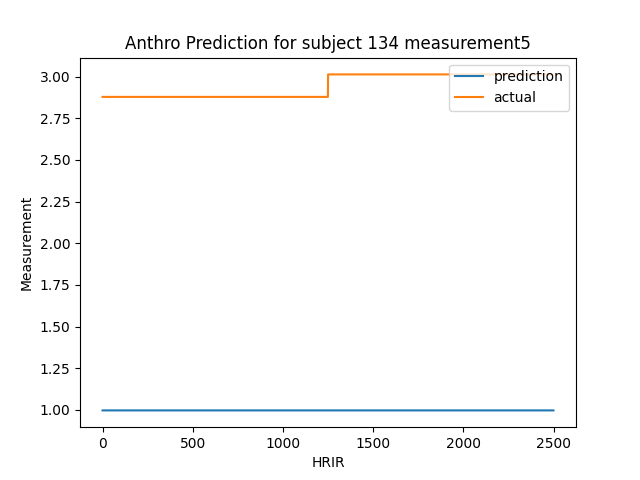 Anthro Prediction for subject 134 measurement5
prediction
actual
3.00
2.75
2.50
2.25
2.00
1.75
1.50
1.25
1.00
Measurement
0 500 1000 1500 2000 2500
HRIR